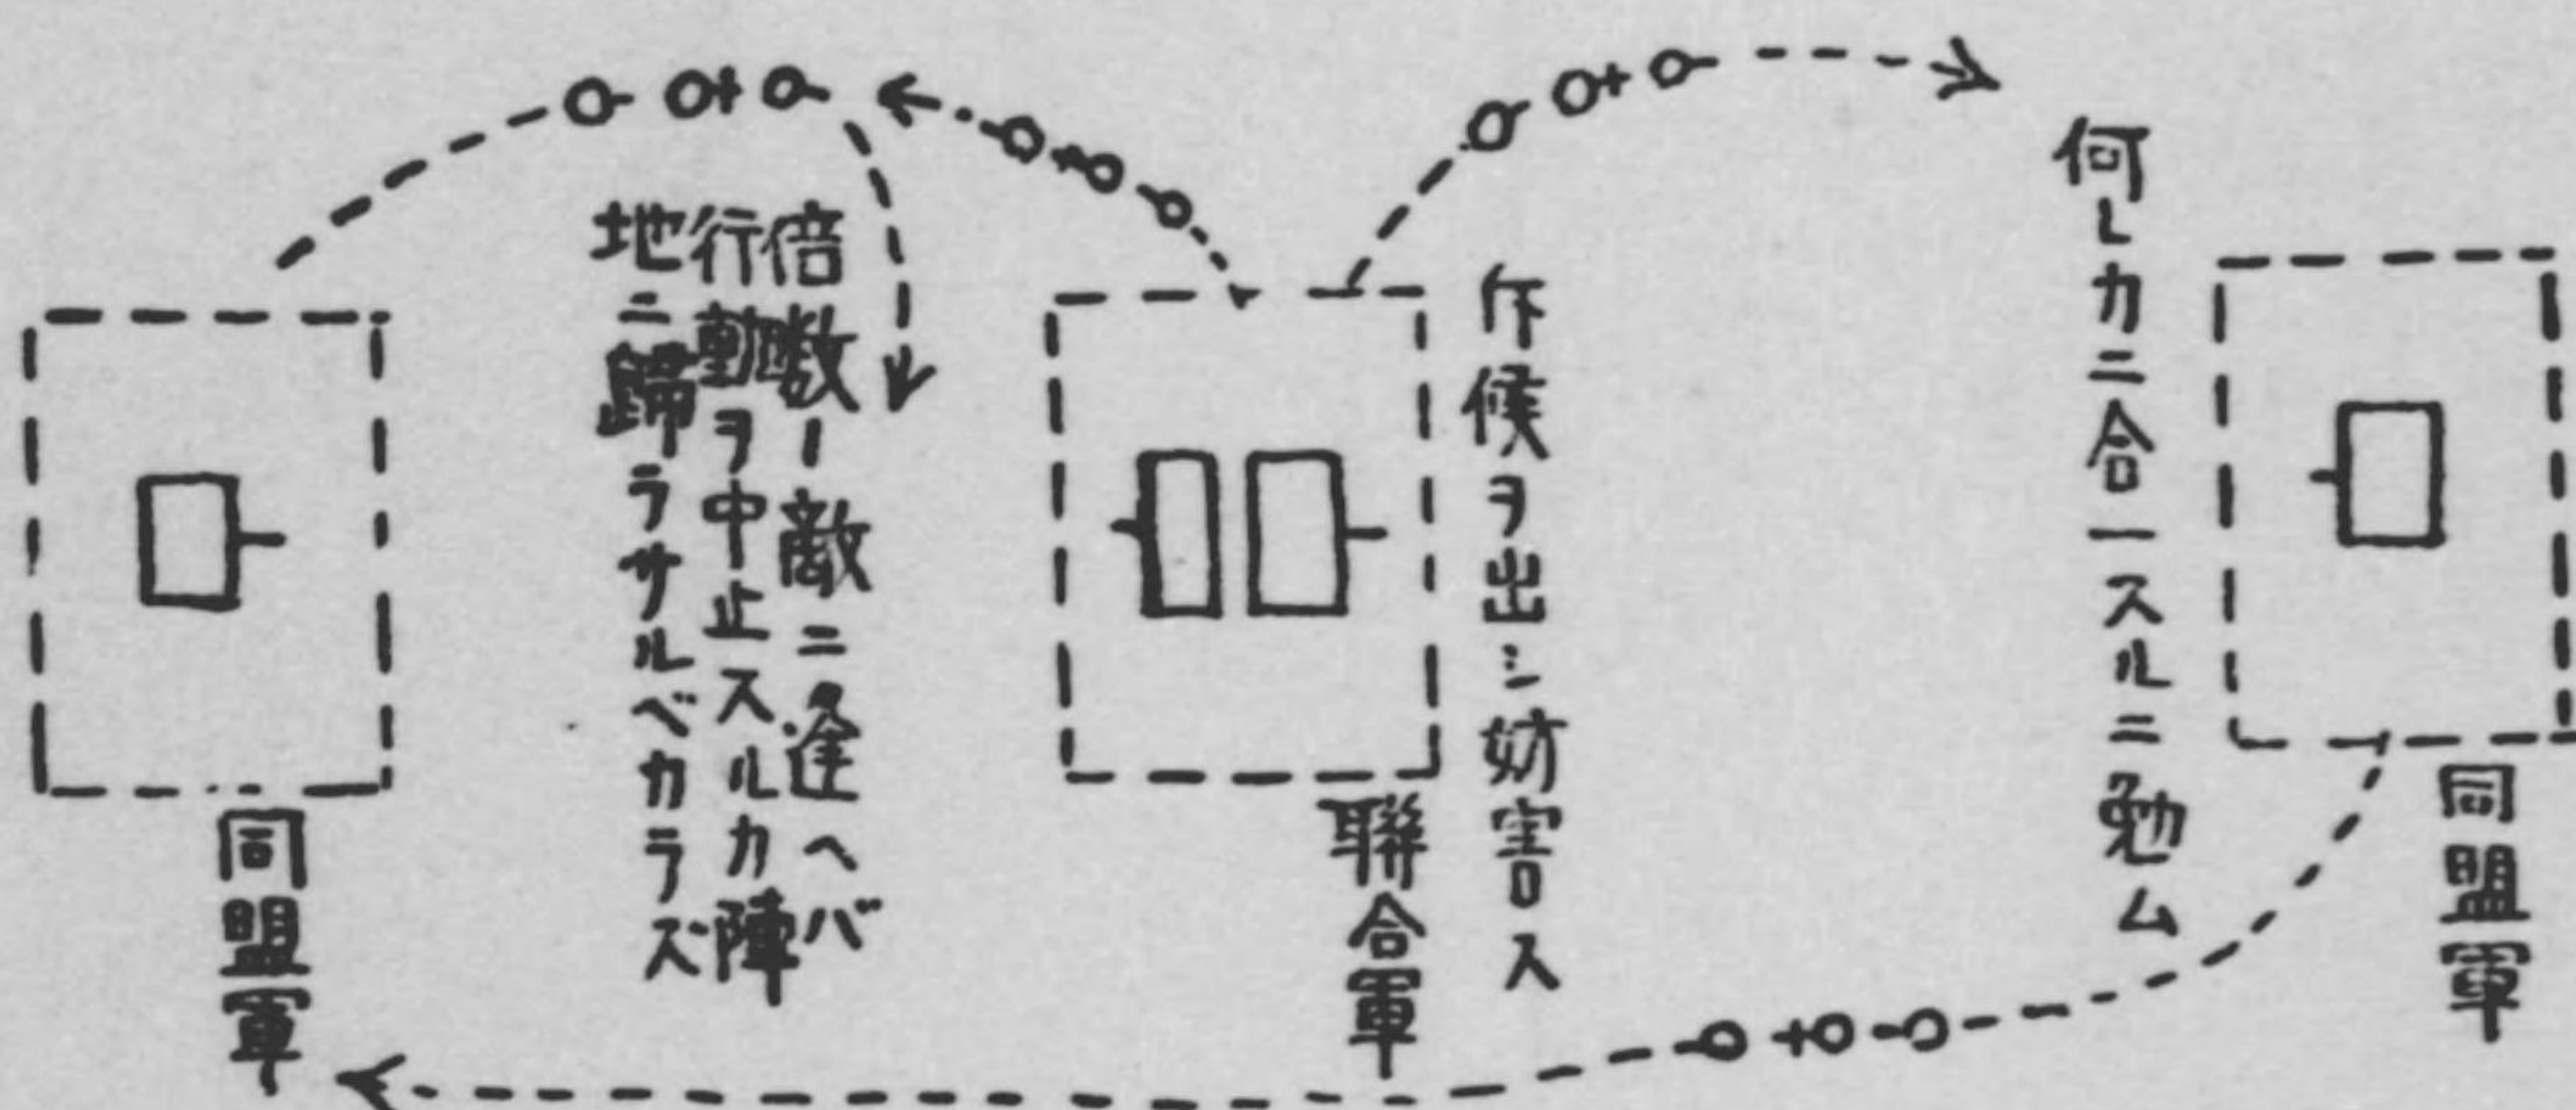 何レカニ合一スルニ勉ム
同盟軍
斥候ヲ出シ妨害ス
聯合軍
倍数ノ敵ニ逢ヘバ
行動ヲ中止スルカ陣
地ニ歸ラサルベカラズ
同盟軍